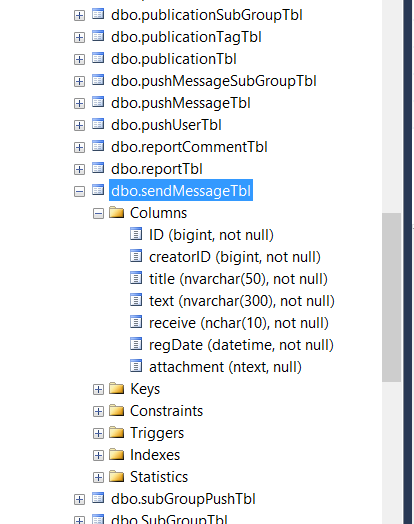 dbo.publicationSubGroupTbl
dbo.publicationTagTbl
dbo.publicationTbl
dbo.pushMessageSubGroupTbl
dbo.pushMessageTbl
dbo.pushUserTbl
dbo.reportCommentTbl
dbo.reportTbl
dbo.sendMessageTbl
Columns
ID (bigint, not null)
creatorID (bigint, not null)
title (nvarchar(50), not null)
text (nvarchar(300), not null)
receive (nchar(10), not null)
regDate (datetime, not null)
attachment (ntext, null)
Keys
Constraints
Triggers
Indexes
Statistics
dbo.subGroupPushTbl
dbo.SubGroupTbl